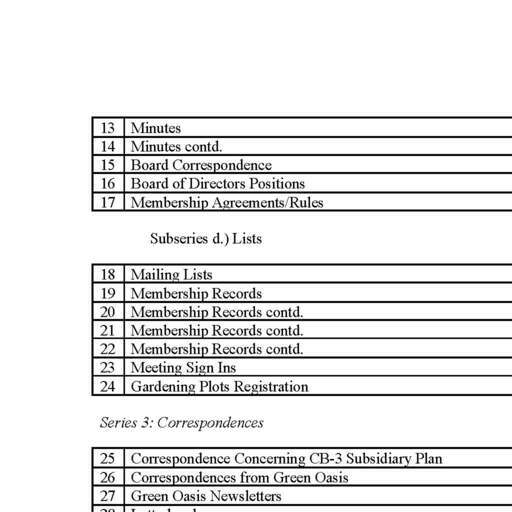 13 Minutes
14 Minutes contd.
15 Board Correspondence
16 Board of Directors Positions
17 Membership Agreements/Rules
Subseries d.) Lists
18 Mailing Lists
19 Membership Records
20 Membership Records contd.
21 Membership Records contd.
22 Membership Records contd.
23 Meeting Sign Ins
24 Gardening Plots Registration
Series 3: Correspondences
25 Correspondence Concerning CB-3 Subsidiary Plan
26 Correspondences from Green Oasis
27 Green Oasis Newsletters